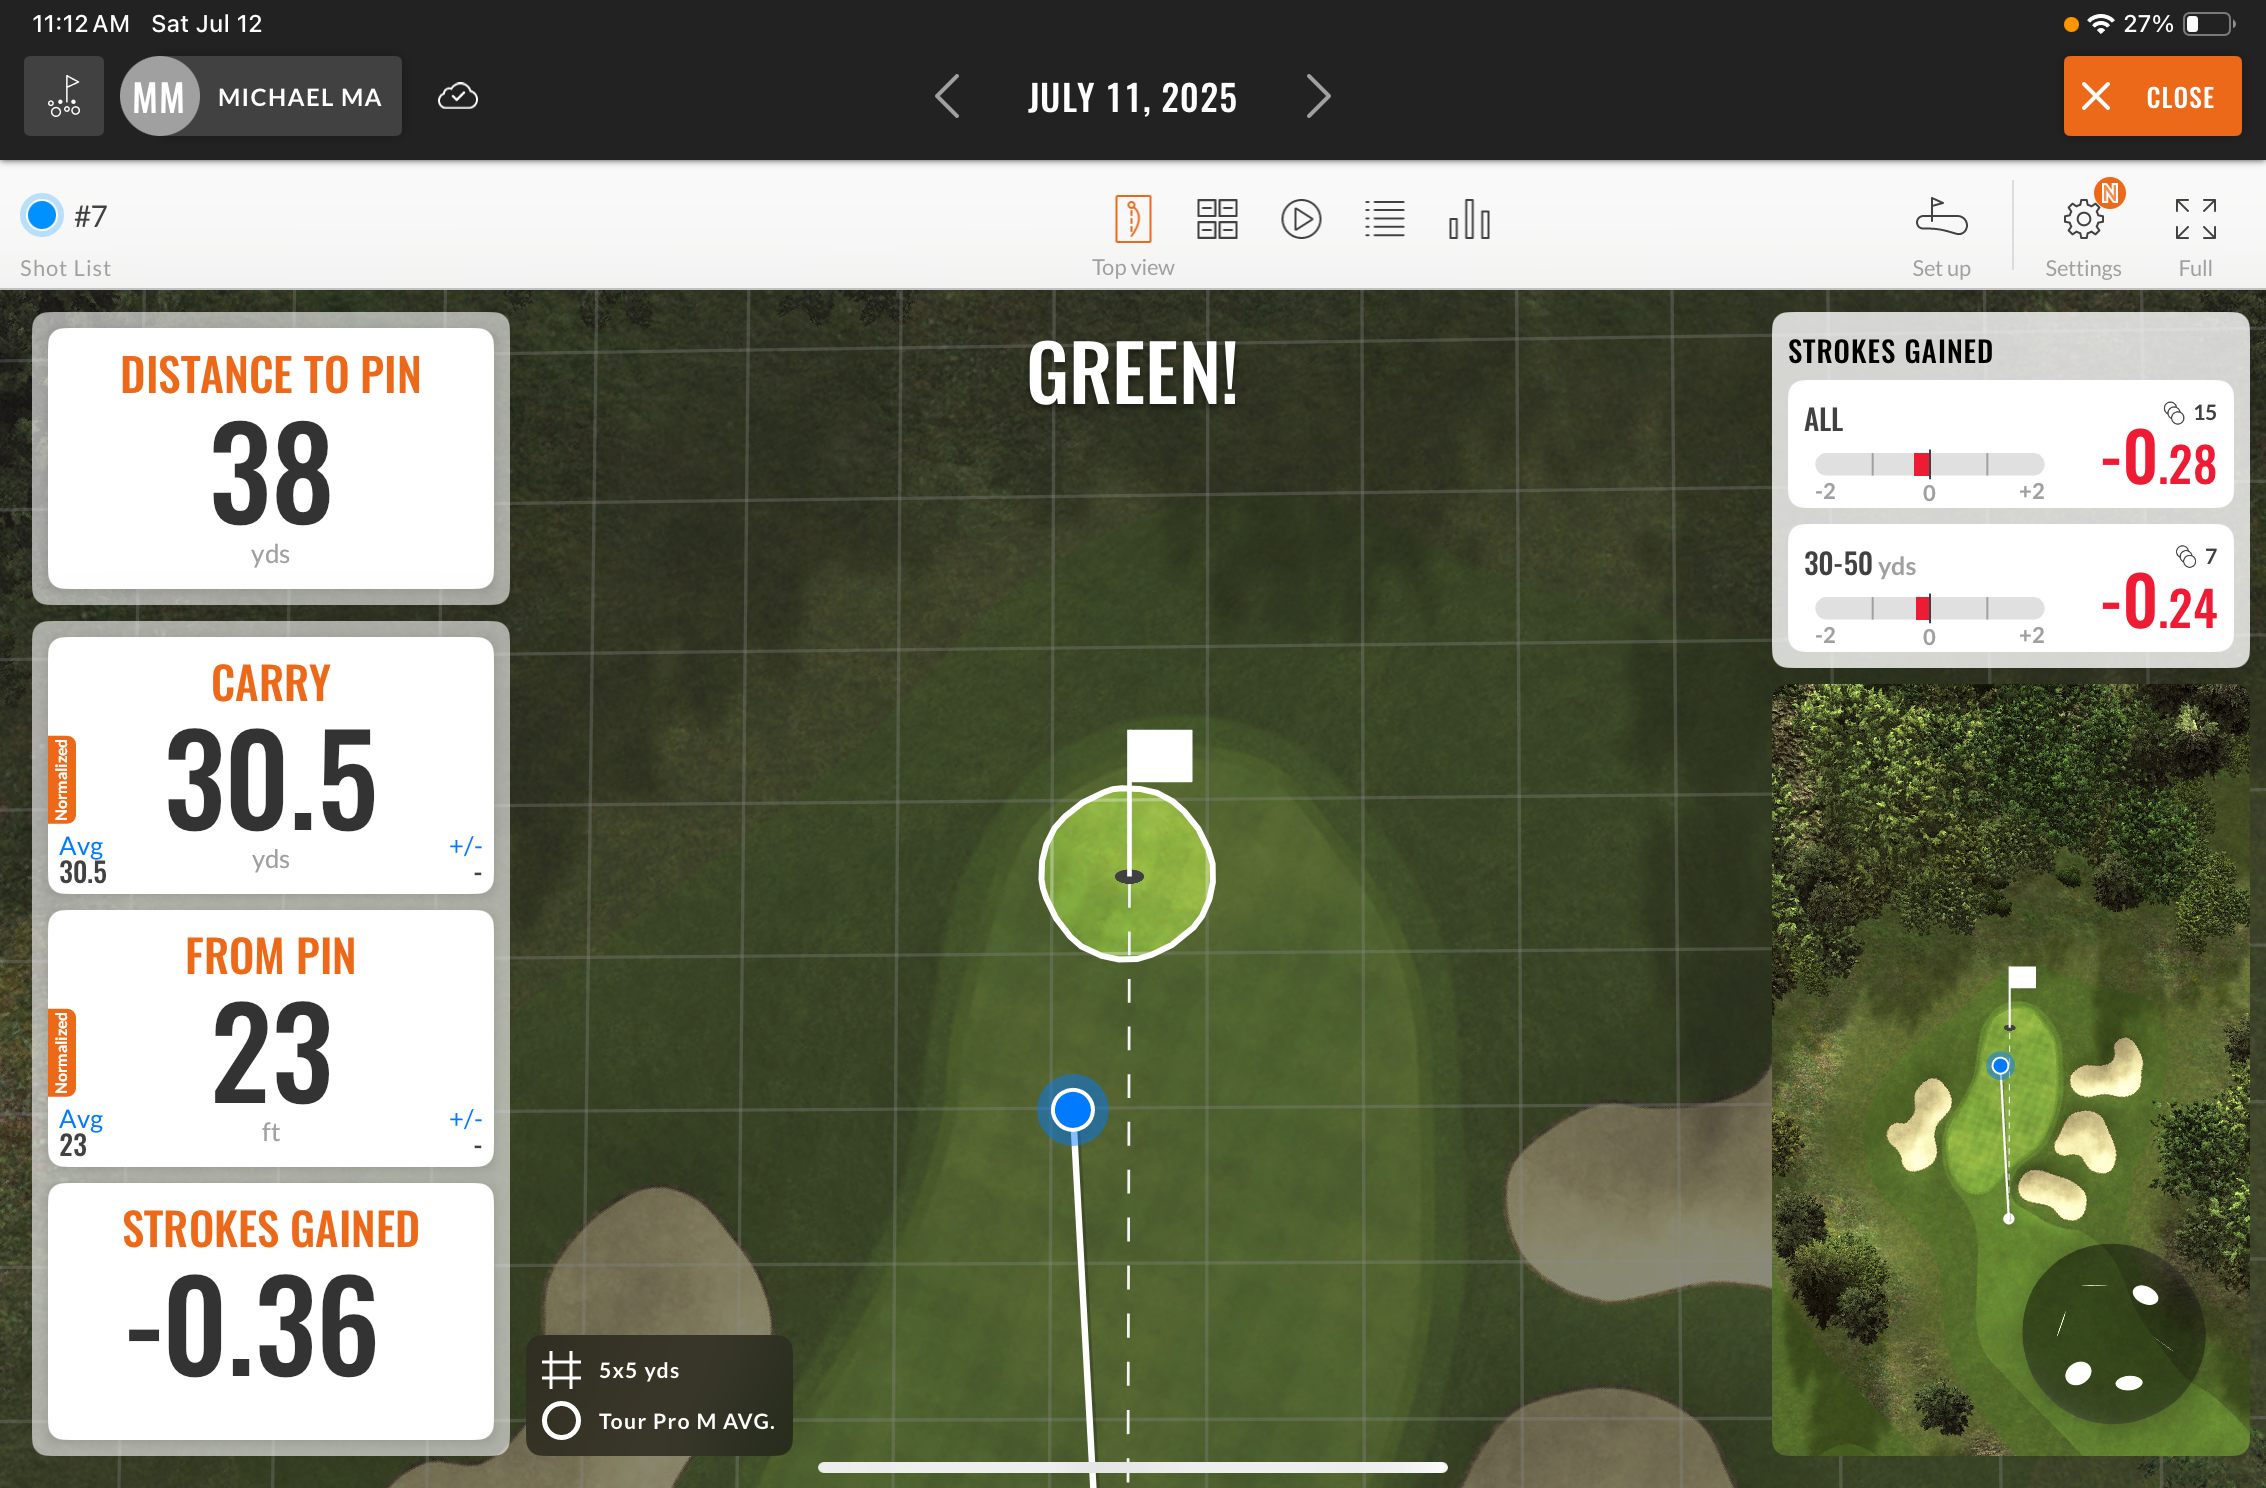 11:12 AM Sat Jul 12
27%
MM MICHAEL MA
JULY 11, 2025
CLOSE
#7
Shot List
Top view
Set up
N
Settings
Full
DISTANCE TO PIN
38
yds
CARRY
Normalized
30.5
yds
Avg
30.5
+/-
-
FROM PIN
Normalized
23
ft
Avg
23
+/-
-
STROKES GAINED
-0.36
GREEN!
5x5 yds
Tour Pro M AVG.
STROKES GAINED
ALL
15
-0.28
-2 0 +2
30-50 yds
7
-0.24
-2 0 +2